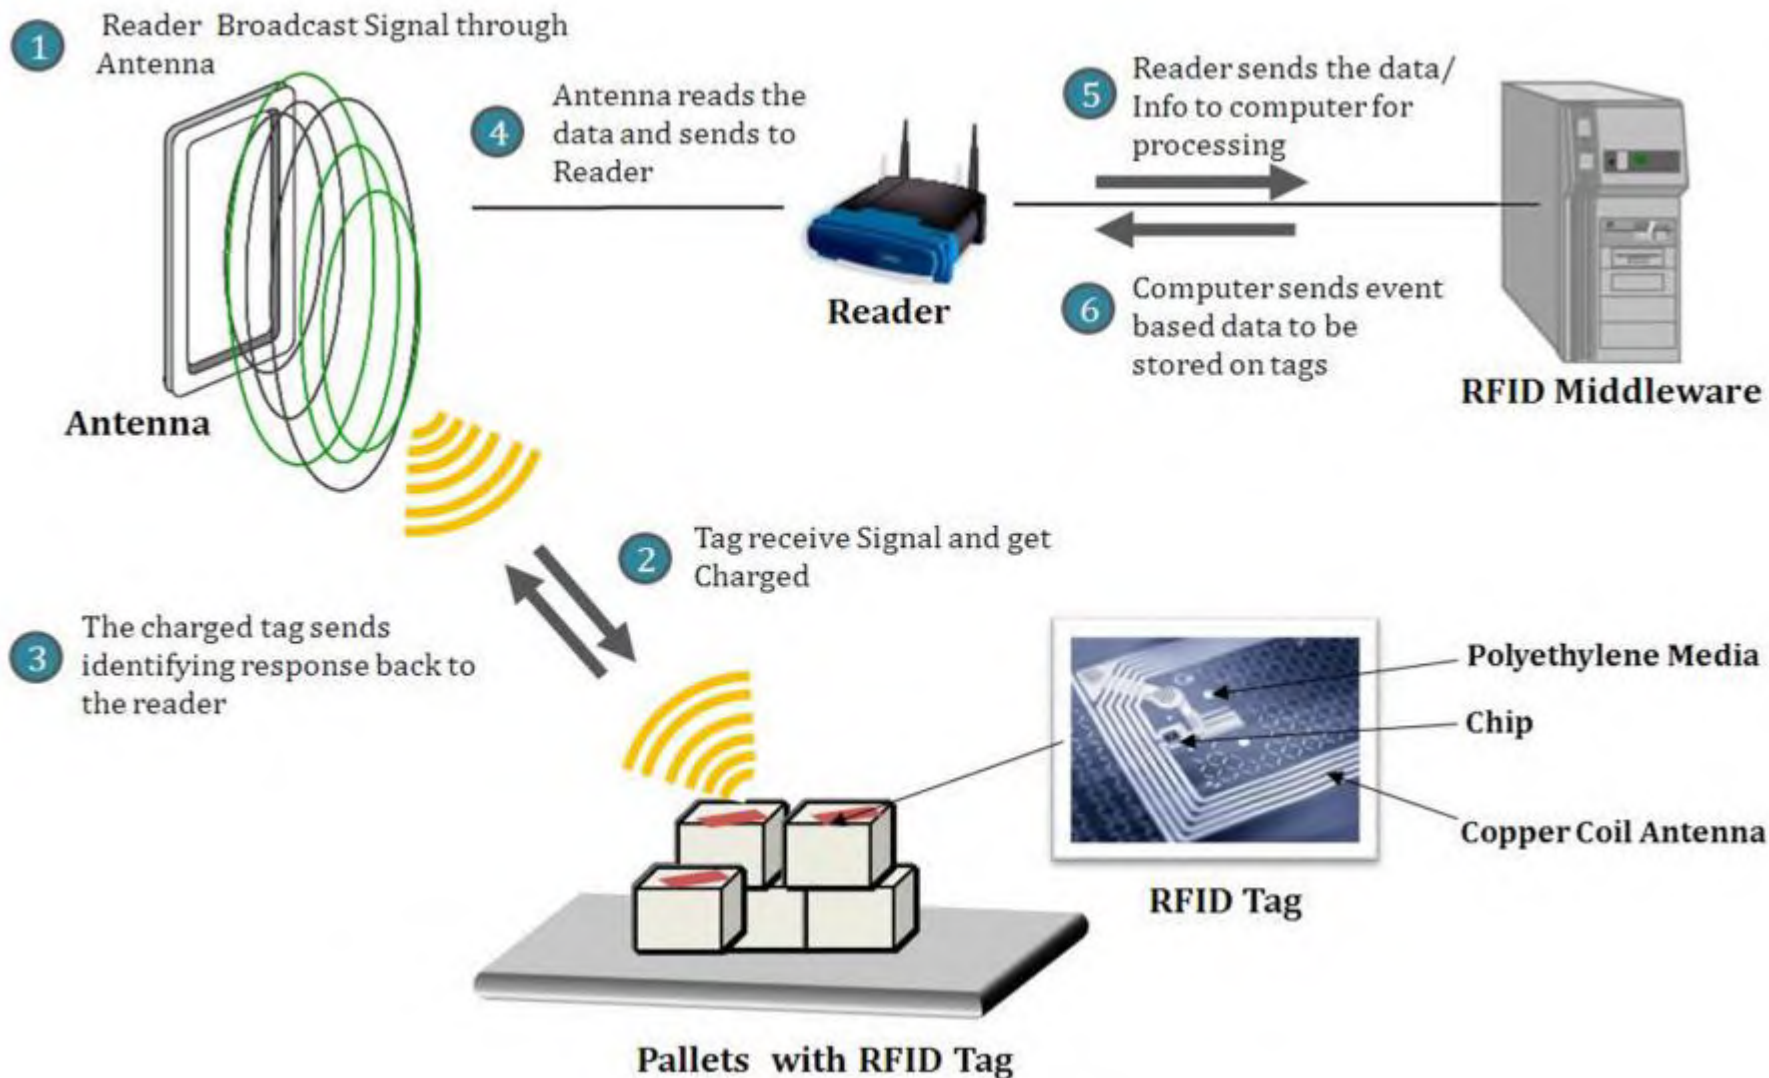 1
Reader Broadcast Signal through
Antenna
4
Antenna reads the
data and sends to
Reader
5
Reader sends the data/
Info to computer for
processing
Reader
6
Computer sends event
based data to be
stored on tags
RFID Middleware
Antenna
2
Tag receive Signal and get
Charged
3
The charged tag sends
identifying response back to
the reader
Polyethylene Media
Chip
Copper Coil Antenna
RFID Tag
Pallets with RFID Tag